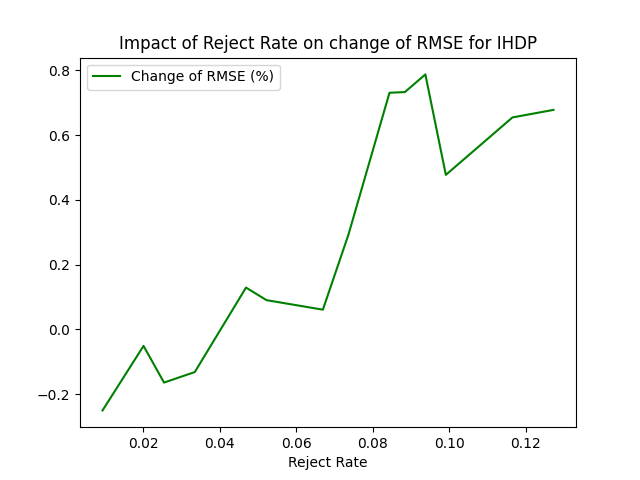 Impact of Reject Rate on change of RMSE for IHDP
Change of RMSE (%)
0.8
0.6
0.4
0.2
0.0
−0.2
0.02 0.04 0.06 0.08 0.10 0.12
Reject Rate